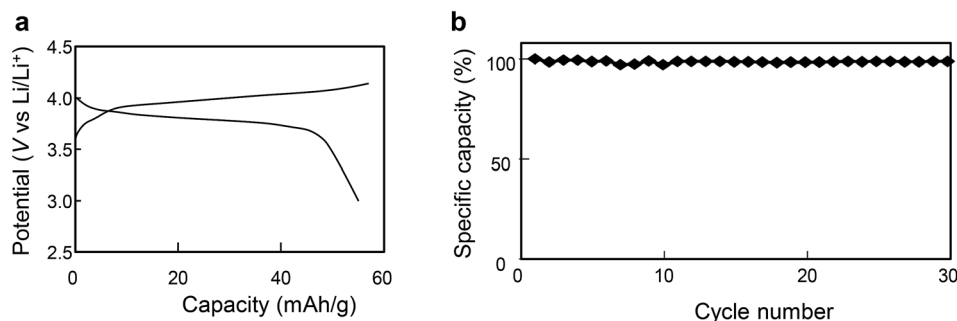 a
Potential (V vs Li/Li⁺)
4.5
4.0
3.5
3.0
2.5
0
20
40
60
Capacity (mAh/g)
b
Specific capacity (%)
100
50
0
0
10
20
30
Cycle number